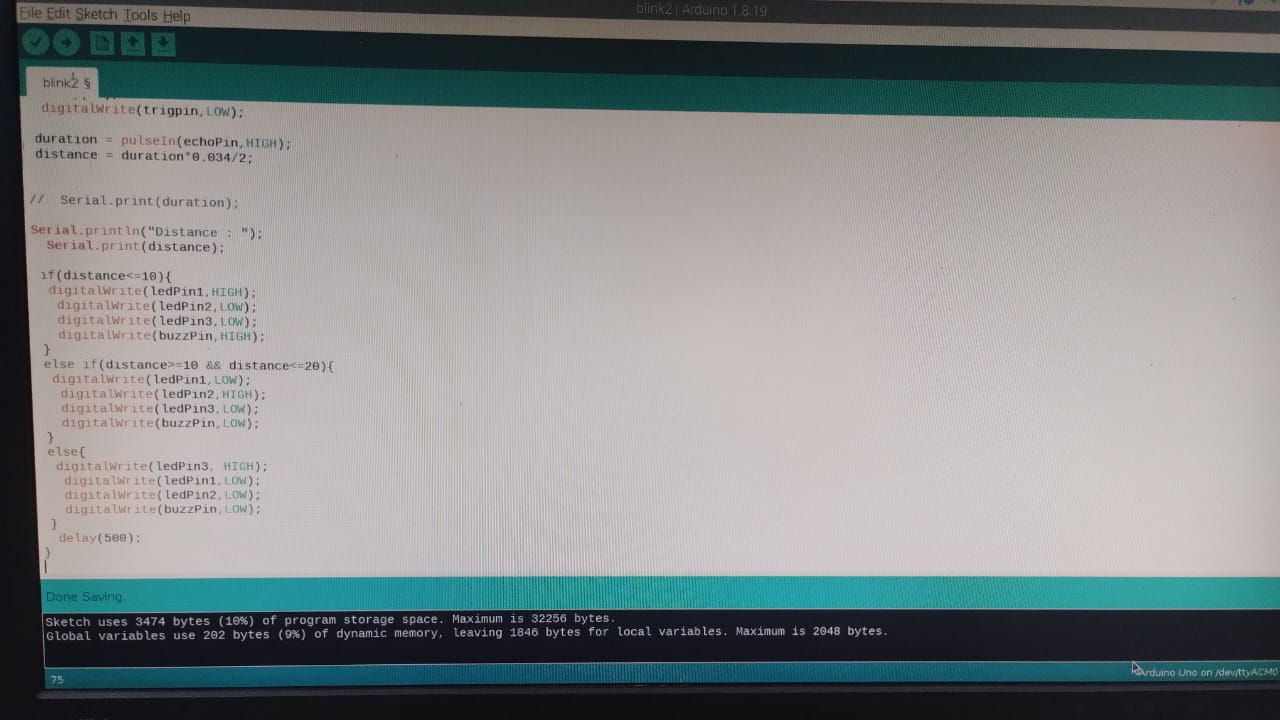 blink2 | Arduino 1.8.19
File Edit Sketch Tools Help
blink2 §
digitalWrite(trigpin,LOW);
duration = pulseIn(echoPin,HIGH);
distance = duration*0.034/2;
// Serial.print(duration);
Serial.println("Distance : ");
Serial.print(distance);
if(distance<=10){
digitalWrite(ledPin1,HIGH);
digitalWrite(ledPin2,LOW);
digitalWrite(ledPin3,LOW);
digitalWrite(buzzPin,HIGH);
}
else if(distance>=10 && distance<=20){
digitalWrite(ledPin1,LOW);
digitalWrite(ledPin2,HIGH);
digitalWrite(ledPin3,LOW);
digitalWrite(buzzPin,LOW);
}
else{
digitalWrite(ledPin3, HIGH);
digitalWrite(ledPin1,LOW);
digitalWrite(ledPin2,LOW);
digitalWrite(buzzPin,LOW);
}
delay(500);
}
Done Saving.
Sketch uses 3474 bytes (10%) of program storage space. Maximum is 32256 bytes.
Global variables use 202 bytes (9%) of dynamic memory, leaving 1846 bytes for local variables. Maximum is 2048 bytes.
75
Arduino Uno on /dev/ttyACM0